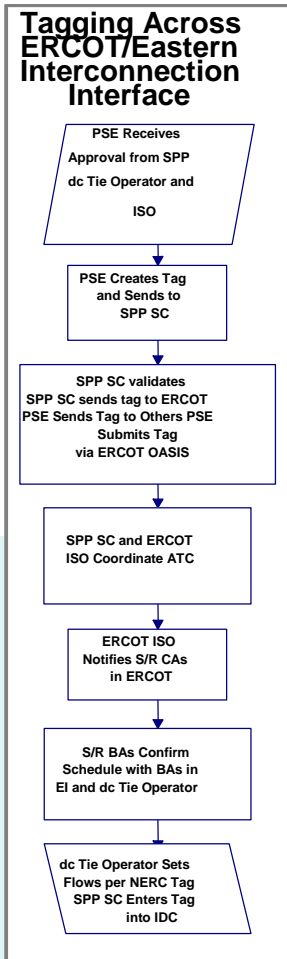 Tagging Across
ERCOT/Eastern
Interconnection
Interface
PSE Receives
Approval from SPP
dc Tie Operator and
ISO
PSE Creates Tag
and Sends to
SPP SC
SPP SC validates
SPP SC sends tag to ERCOT
PSE Sends Tag to Others PSE
Submits Tag
via ERCOT OASIS
SPP SC and ERCOT
ISO Coordinate ATC
ERCOT ISO
Notifies S/R CAs
in ERCOT
S/R BAs Confirm
Schedule with BAs in
EI and dc Tie Operator
dc Tie Operator Sets
Flows per NERC Tag
SPP SC Enters Tag
into IDC